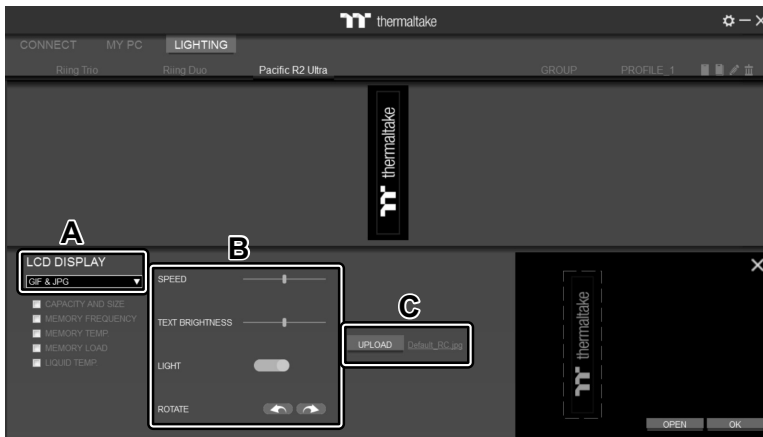 thermaltake
CONNECT MY PC LIGHTING
Riing Trio Riing Duo Pacific R2 Ultra GROUP PROFILE_1
thermaltake
A
LCD DISPLAY
GIF & JPG
CAPACITY AND SIZE
MEMORY FREQUENCY
MEMORY TEMP.
MEMORY LOAD
LIQUID TEMP.
B
SPEED
TEXT BRIGHTNESS
LIGHT
ROTATE
C
UPLOAD Default_RC.jpg
thermaltake
OPEN OK